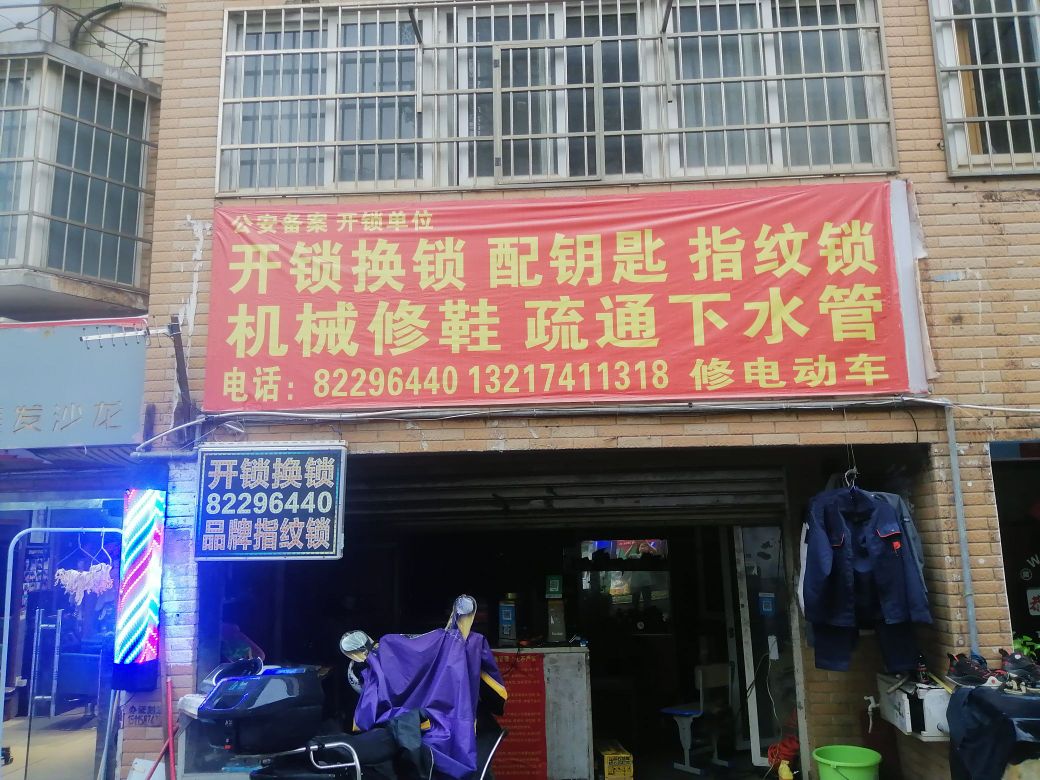 公安备案 开锁单位
开锁换锁 配钥匙 指纹锁
机械修鞋 疏通下水管
电话：82296440 13217411318 修电动车
发沙龙
开锁换锁
82296440
品牌指纹锁